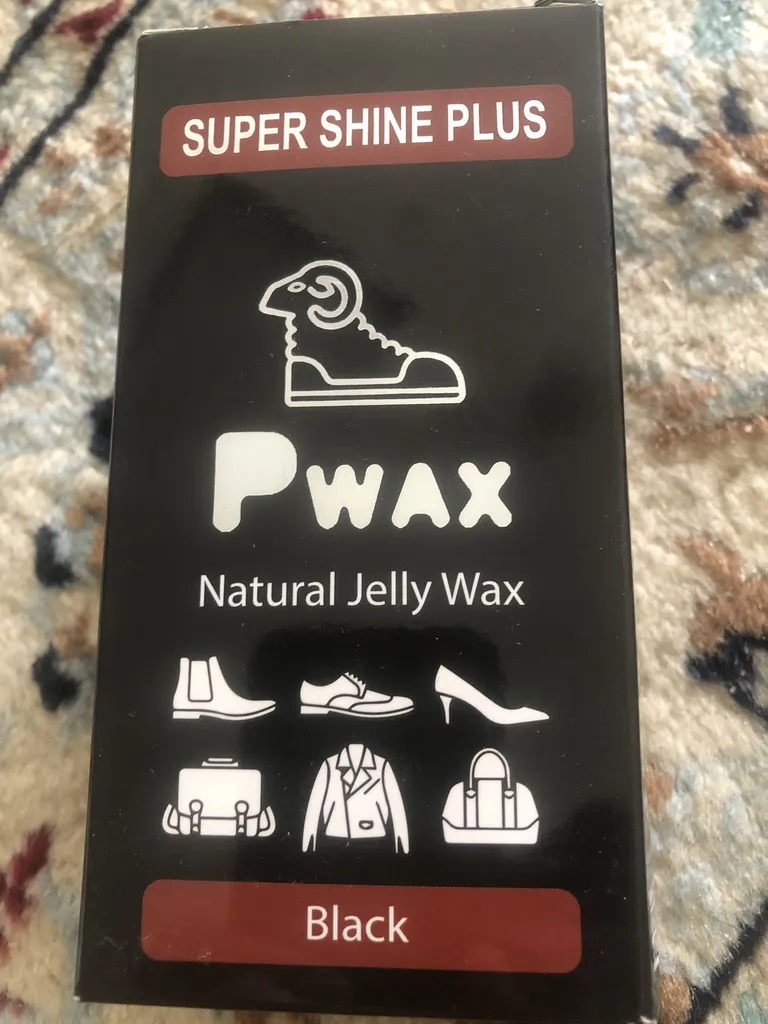 SUPER SHINE PLUS
PWAX
Natural Jelly Wax
Black